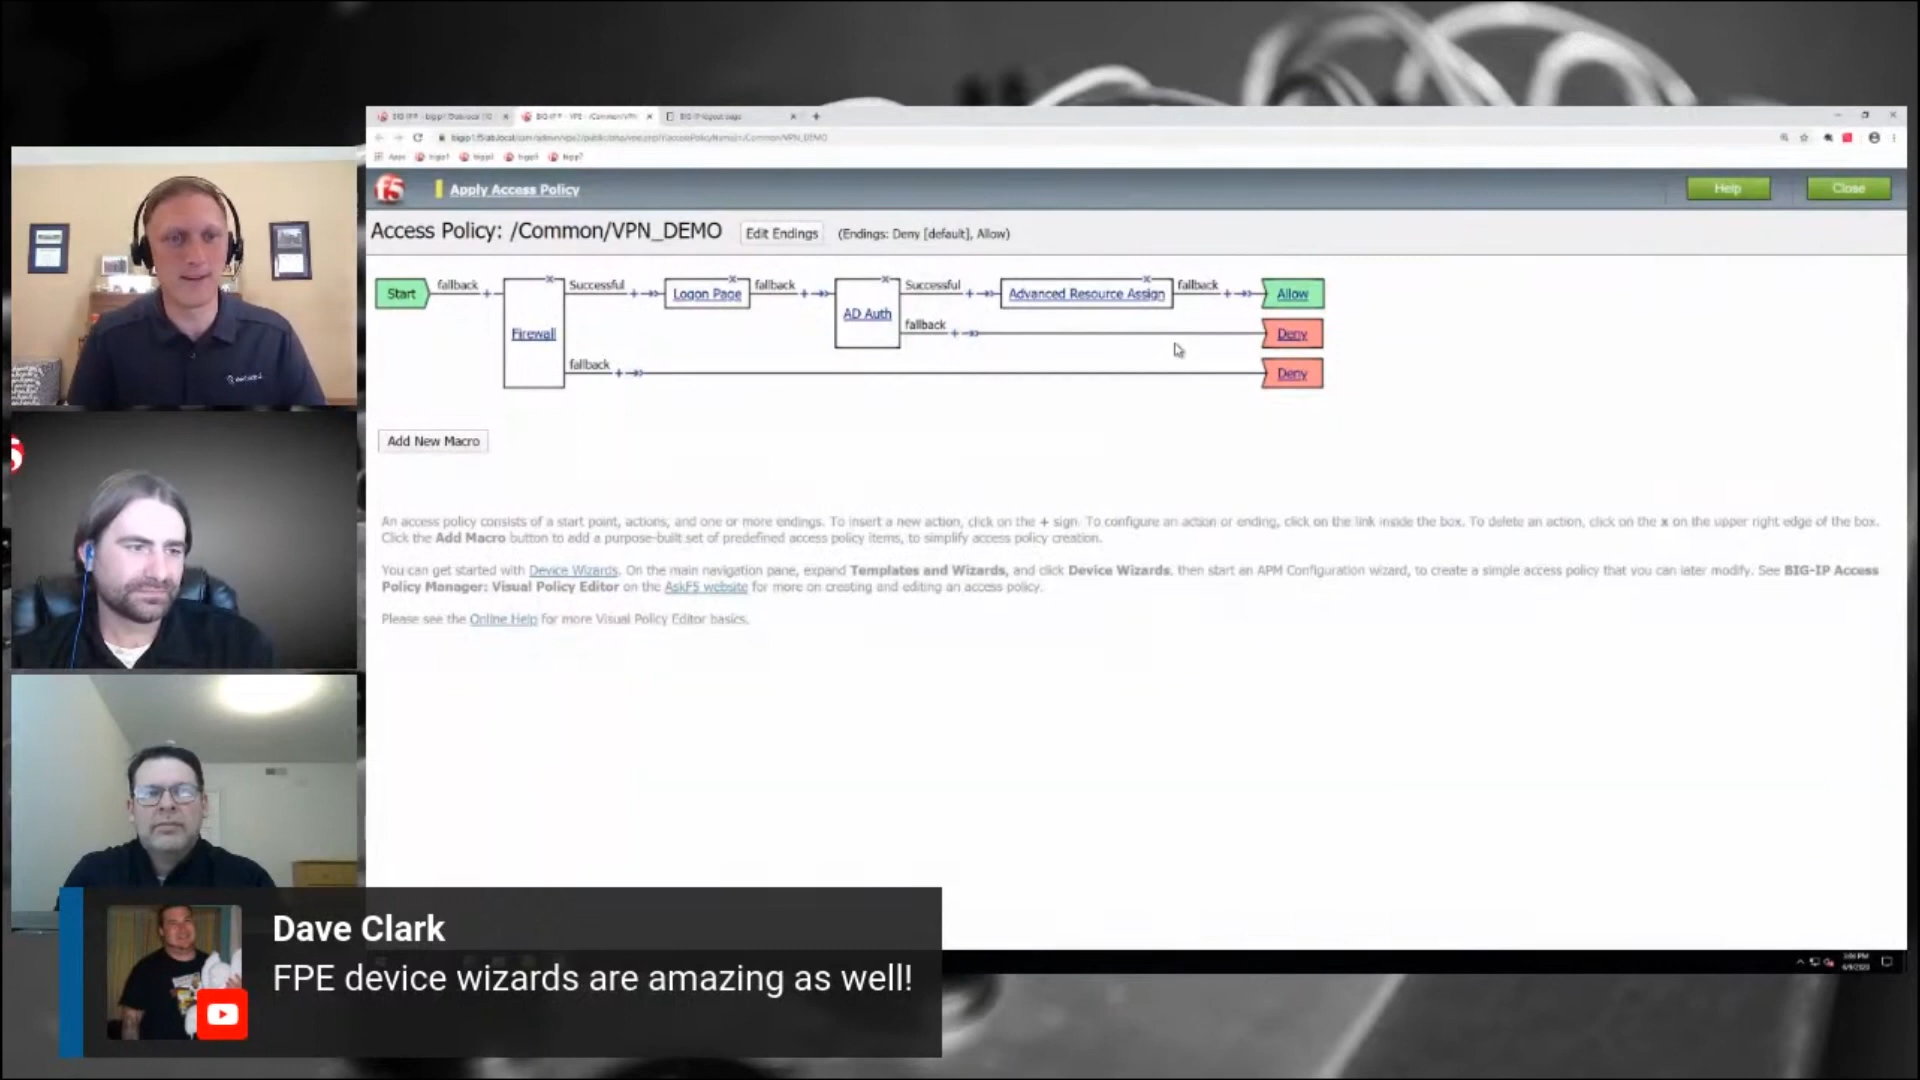 Apply Access Policy
Help
Close
Access Policy: /Common/VPN_DEMO
Edit Endings
(Endings: Deny [default], Allow)
Start
fallback
Firewall
Successful
Logon Page
fallback
AD Auth
Successful
Advanced Resource Assign
fallback
Allow
fallback
Deny
fallback
Deny
Add New Macro
An access policy consists of a start point, actions, and one or more endings. To insert a new action, click on the + sign. To configure an action or ending, click on the link inside the box. To delete an action, click on the x on the upper right edge of the box.
Click the Add Macro button to add a purpose-built set of predefined access policy items, to simplify access policy creation.
You can get started with Device Wizards. On the main navigation pane, expand Templates and Wizards, and click Device Wizards, then start an APM Configuration wizard, to create a simple access policy that you can later modify. See BIG-IP Access
Policy Manager: Visual Policy Editor on the AskF5 website for more on creating and editing an access policy.
Please see the Online Help for more Visual Policy Editor basics.
Dave Clark
FPE device wizards are amazing as well!